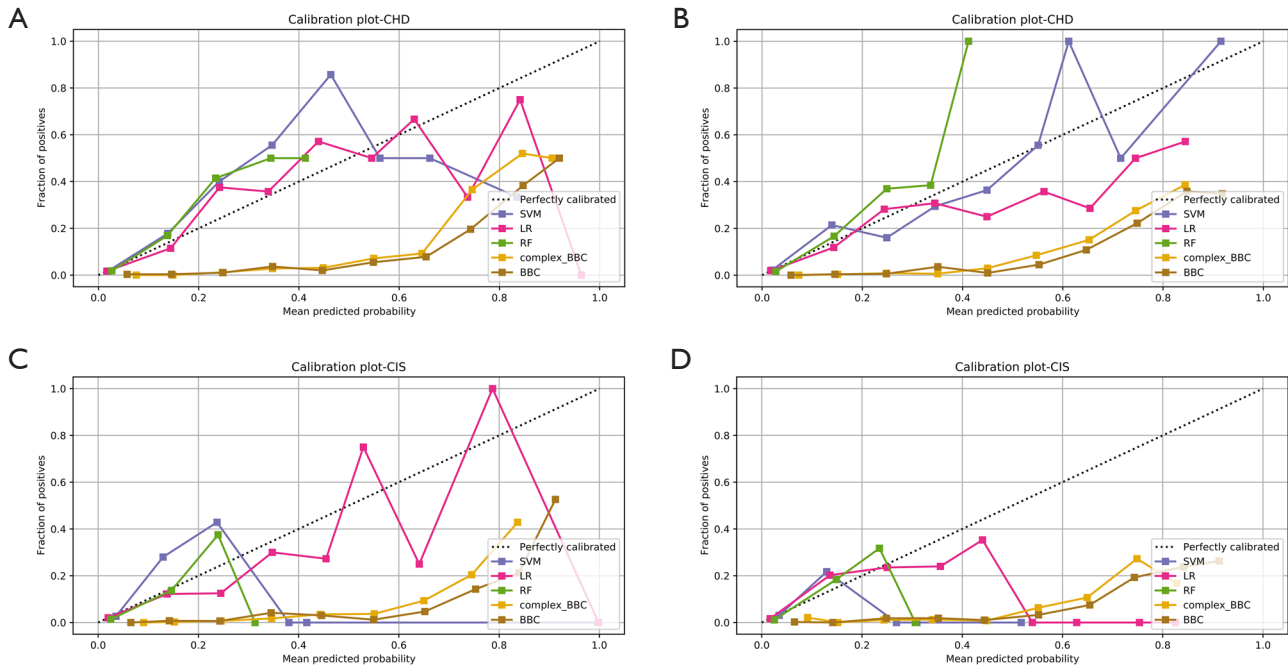 A
Calibration plot-CHD
1.0
0.8
0.6
0.4
0.2
0.0
Fraction of positives
Perfectly calibrated
SVM
LR
RF
complex_BBC
BBC
0.0 0.2 0.4 0.6 0.8 1.0
Mean predicted probability
B
Calibration plot-CHD
1.0
0.8
0.6
0.4
0.2
0.0
Fraction of positives
Perfectly calibrated
SVM
LR
RF
complex_BBC
BBC
0.0 0.2 0.4 0.6 0.8 1.0
Mean predicted probability
C
Calibration plot-CIS
1.0
0.8
0.6
0.4
0.2
0.0
Fraction of positives
Perfectly calibrated
SVM
LR
RF
complex_BBC
BBC
0.0 0.2 0.4 0.6 0.8 1.0
Mean predicted probability
D
Calibration plot-CIS
1.0
0.8
0.6
0.4
0.2
0.0
Fraction of positives
Perfectly calibrated
SVM
LR
RF
complex_BBC
BBC
0.0 0.2 0.4 0.6 0.8 1.0
Mean predicted probability